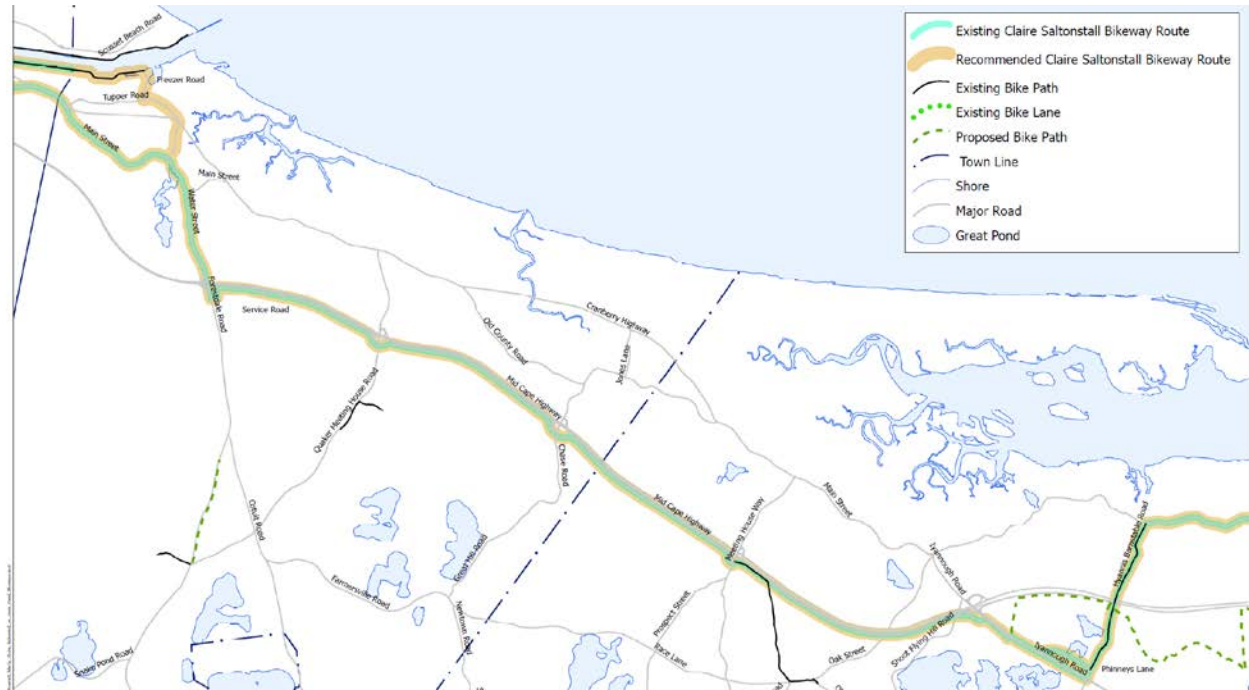 Existing Claire Saltonstall Bikeway Route
Recommended Claire Saltonstall Bikeway Route
Existing Bike Path
Existing Bike Lane
Proposed Bike Path
Town Line
Shore
Major Road
Great Pond
Scusset Beach Road
Freezer Road
Tupper Road
Main Street
Main Street
Water Street
Forestdale Road
Service Road
Cranberry Highway
Old County Road
Jones Lane
Quaker Meeting House Road
Mid Cape Highway
Chase Road
Mid Cape Highway
Meeting House Way
Main Street
Cotuit Road
Great Hill Road
Farmersville Road
Newtown Road
Prospect Street
Race Lane
Iyannough Road
Hyannis Barnstable Road
Shoot Flying Hill Road
Oak Street
Iyannough Road
Phinneys Lane
Snake Pond Road